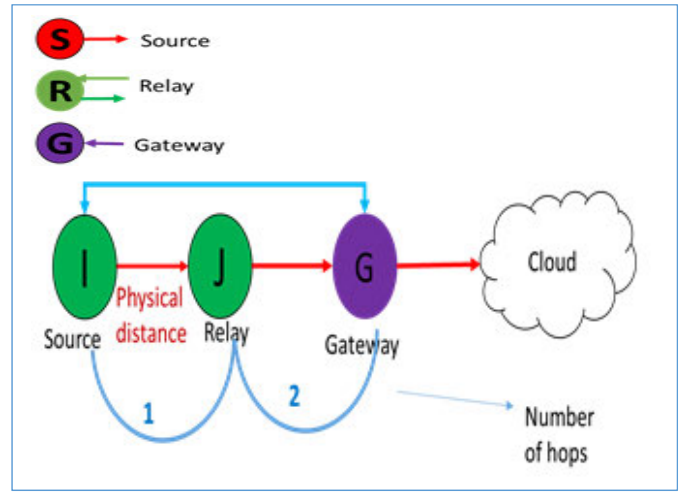 S Source
R Relay
G Gateway
I J G Cloud
Physical
distance
Source Relay Gateway
1 2
Number
of hops